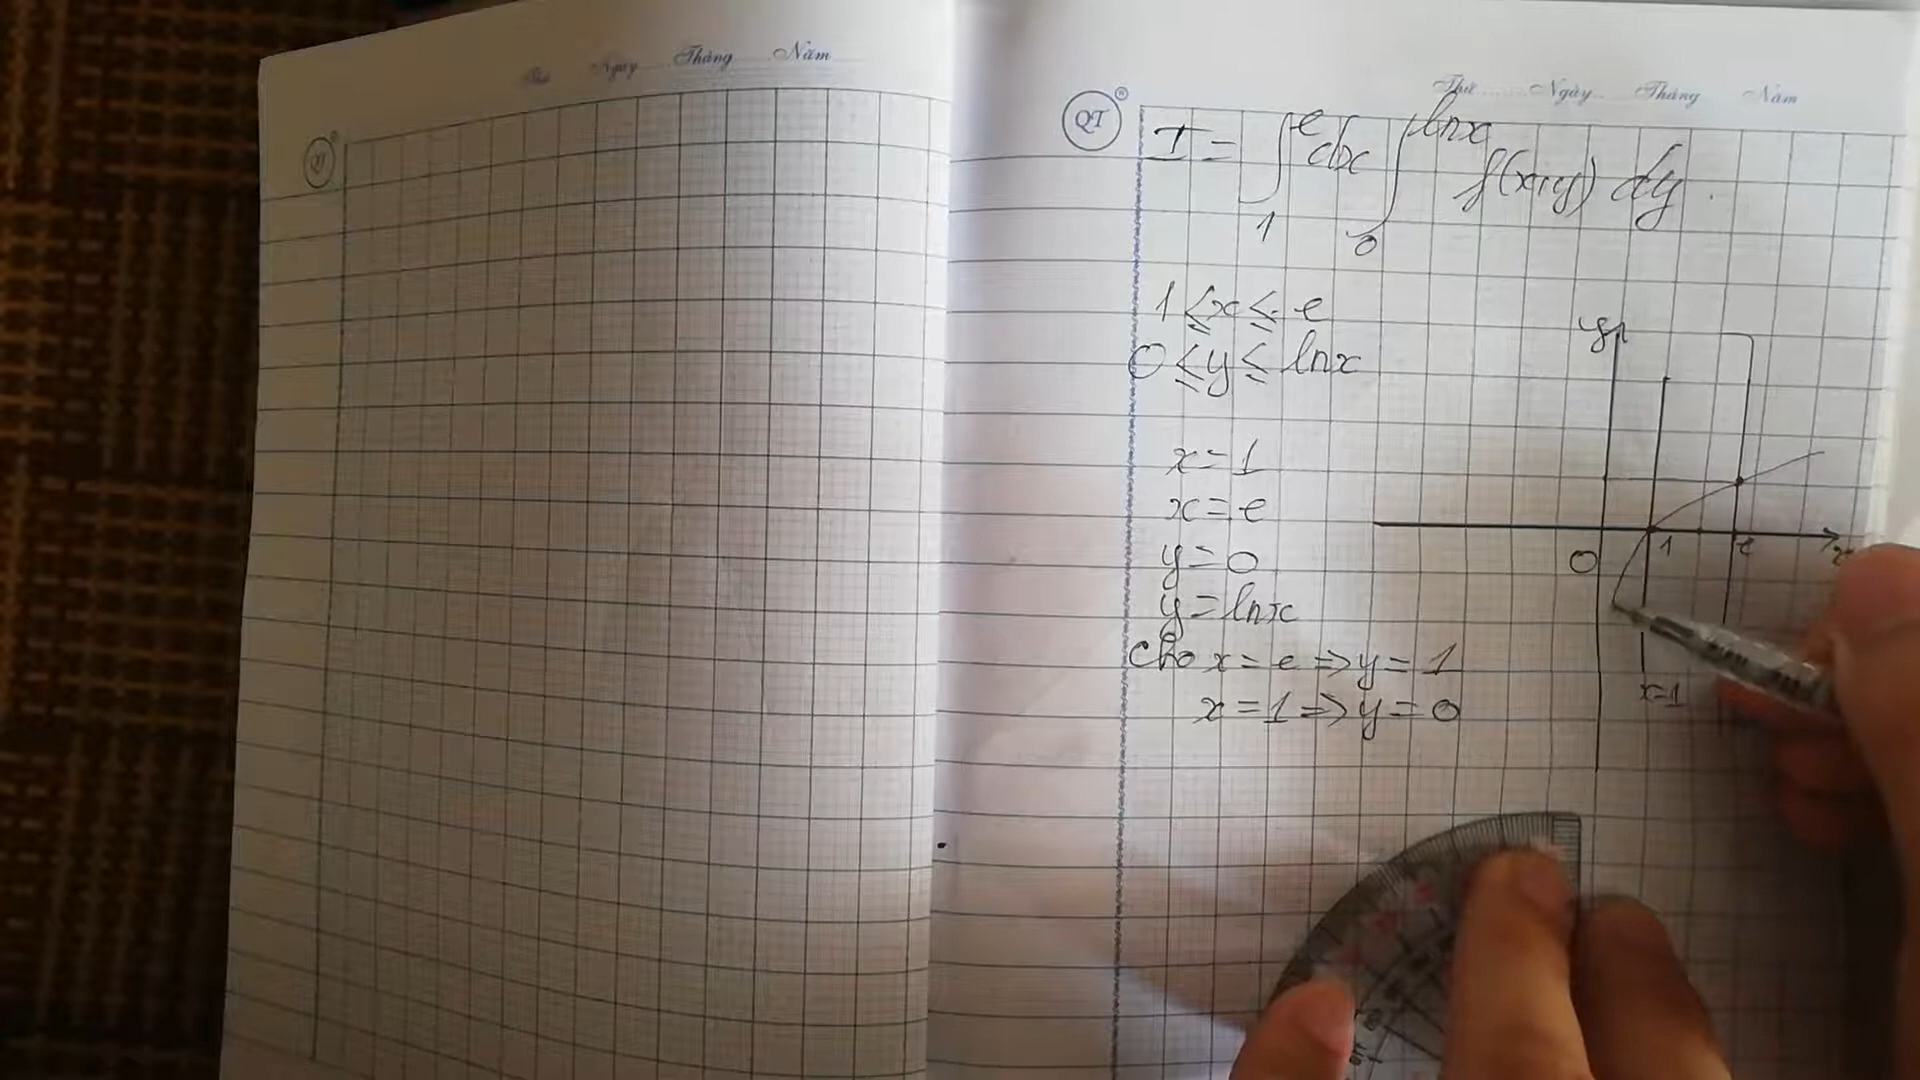 Thứ Ngày Tháng Năm
QT
Thứ Ngày Tháng Năm
QT ®
I = ∫₁ᵉ dx ∫₀^{lnx} f(x,y) dy.
1 ≤ x ≤ e
0 ≤ y ≤ lnx
x = 1
x = e
y = 0
y = lnx
Cho x = e => y = 1
x = 1 => y = 0
y
O 1 e x
x=1